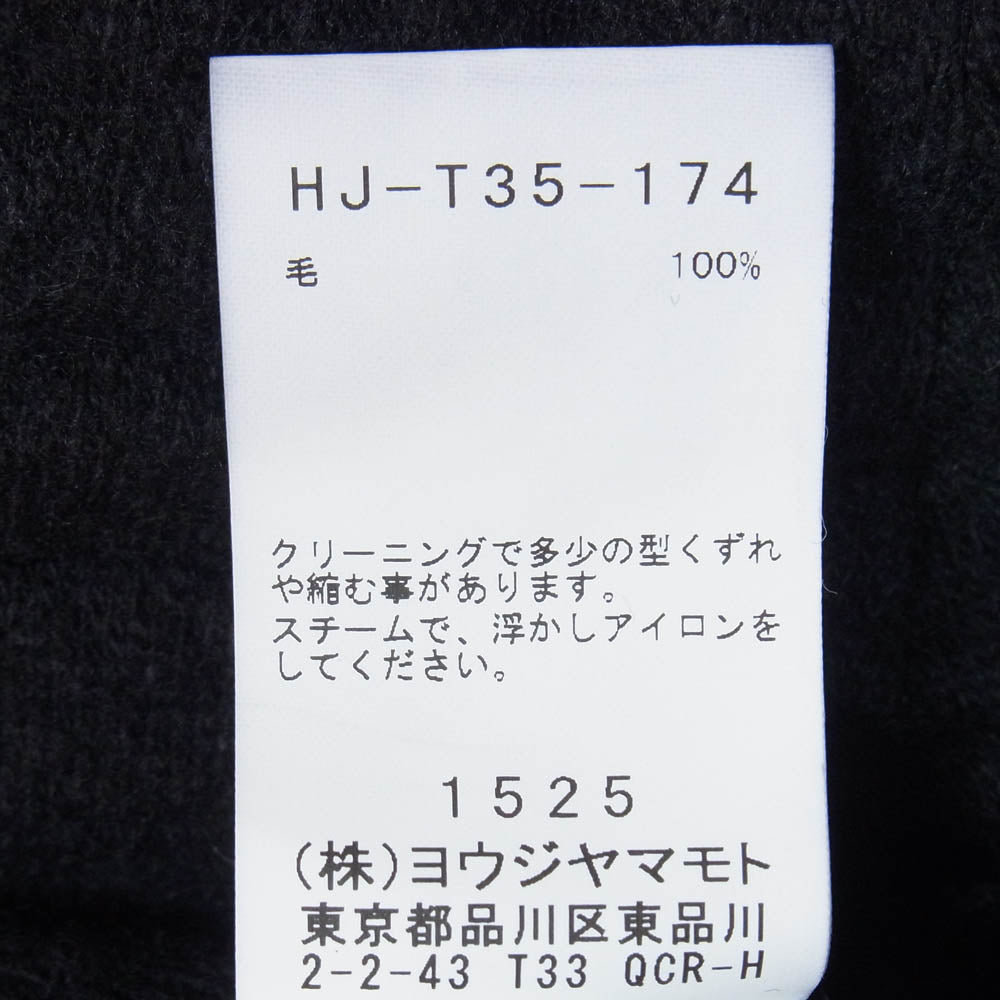 HJ-T35-174
毛 100%
クリーニングで多少の型くずれ
や縮む事があります。
スチームで、浮かしアイロンを
してください。
1525
(株)ヨウジヤマモト
東京都品川区東品川
2-2-43 T33 QCR-H